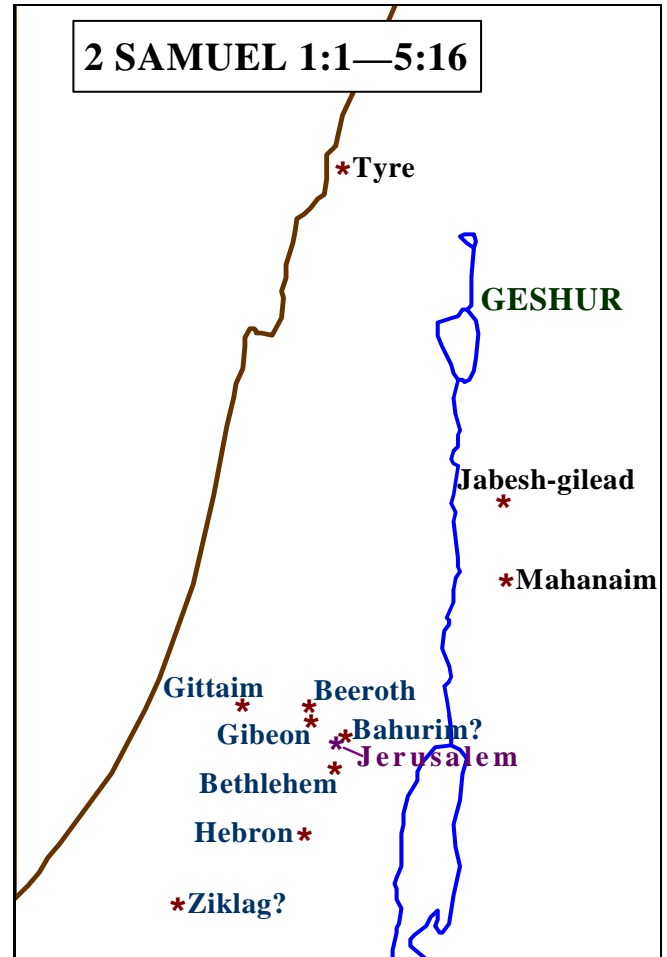 2 SAMUEL 1:1—5:16
Tyre
GESHUR
Jabesh-gilead
Mahanaim
Gittaim
Beeroth
Gibeon
Bahurim?
Jerusalem
Bethlehem
Hebron
Ziklag?